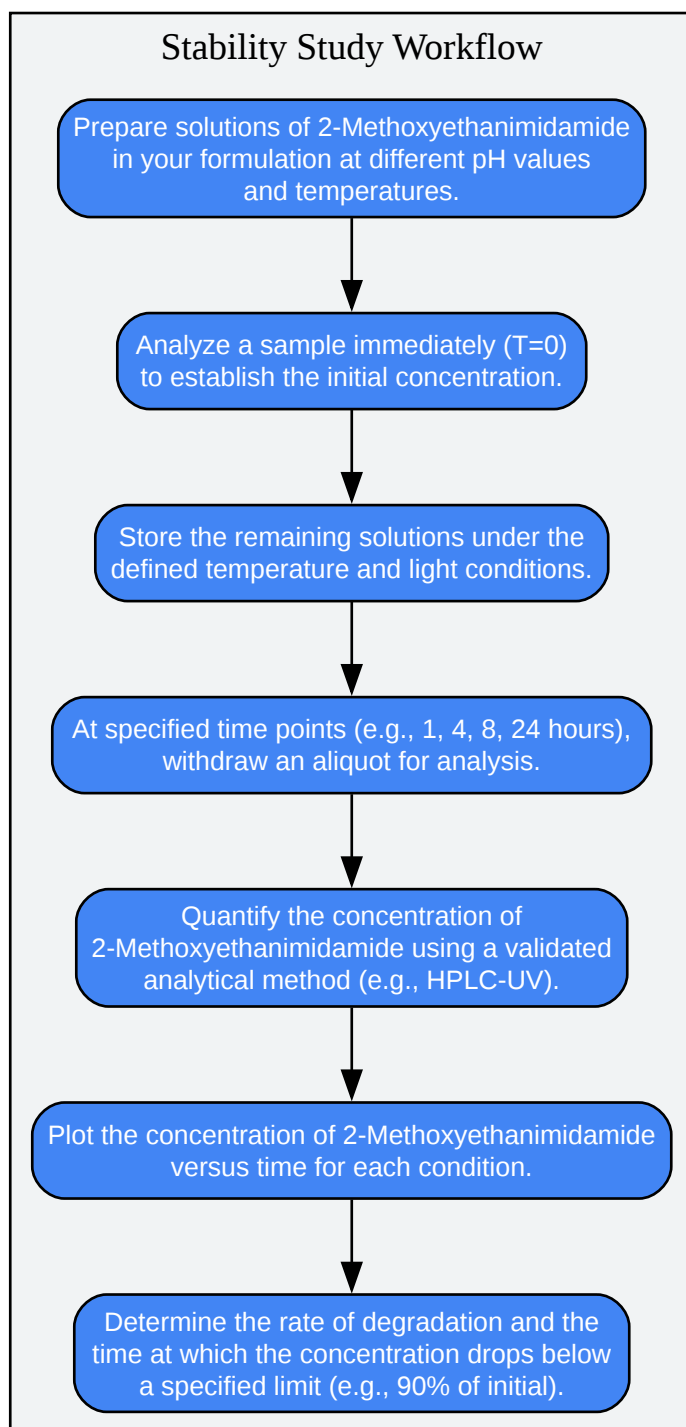 Stability Study Workflow
Prepare solutions of 2-Methoxyethanimidamide
in your formulation at different pH values
and temperatures.
Analyze a sample immediately (T=0)
to establish the initial concentration.
Store the remaining solutions under the
defined temperature and light conditions.
At specified time points (e.g., 1, 4, 8, 24 hours),
withdraw an aliquot for analysis.
Quantify the concentration of
2-Methoxyethanimidamide using a validated
analytical method (e.g., HPLC-UV).
Plot the concentration of 2-Methoxyethanimidamide
versus time for each condition.
Determine the rate of degradation and the
time at which the concentration drops below
a specified limit (e.g., 90% of initial).